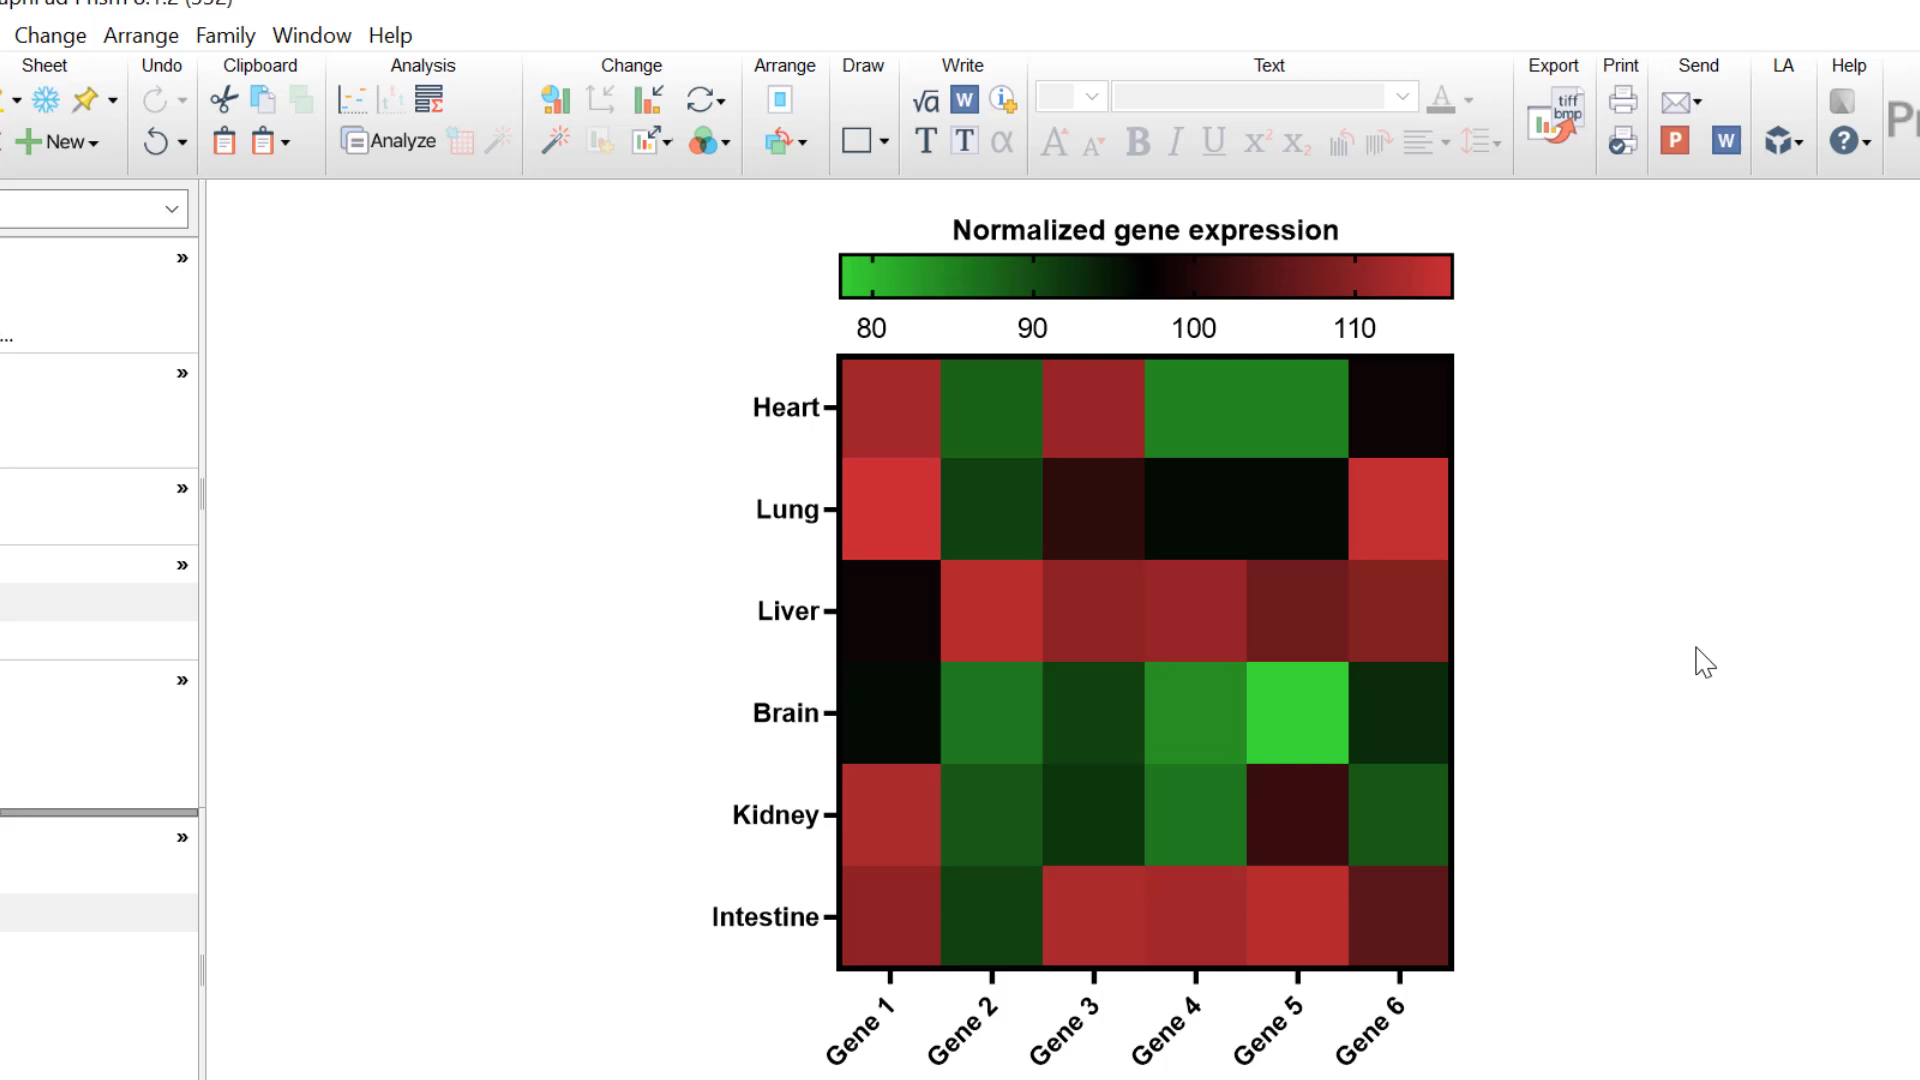 Change Arrange Family Window Help
Sheet Undo Clipboard Analysis Change Arrange Draw Write Text Export Print Send LA Help
New Analyze
tiff
bmp
Normalized gene expression
80 90 100 110
Heart
Lung
Liver
Brain
Kidney
Intestine
Gene 1 Gene 2 Gene 3 Gene 4 Gene 5 Gene 6